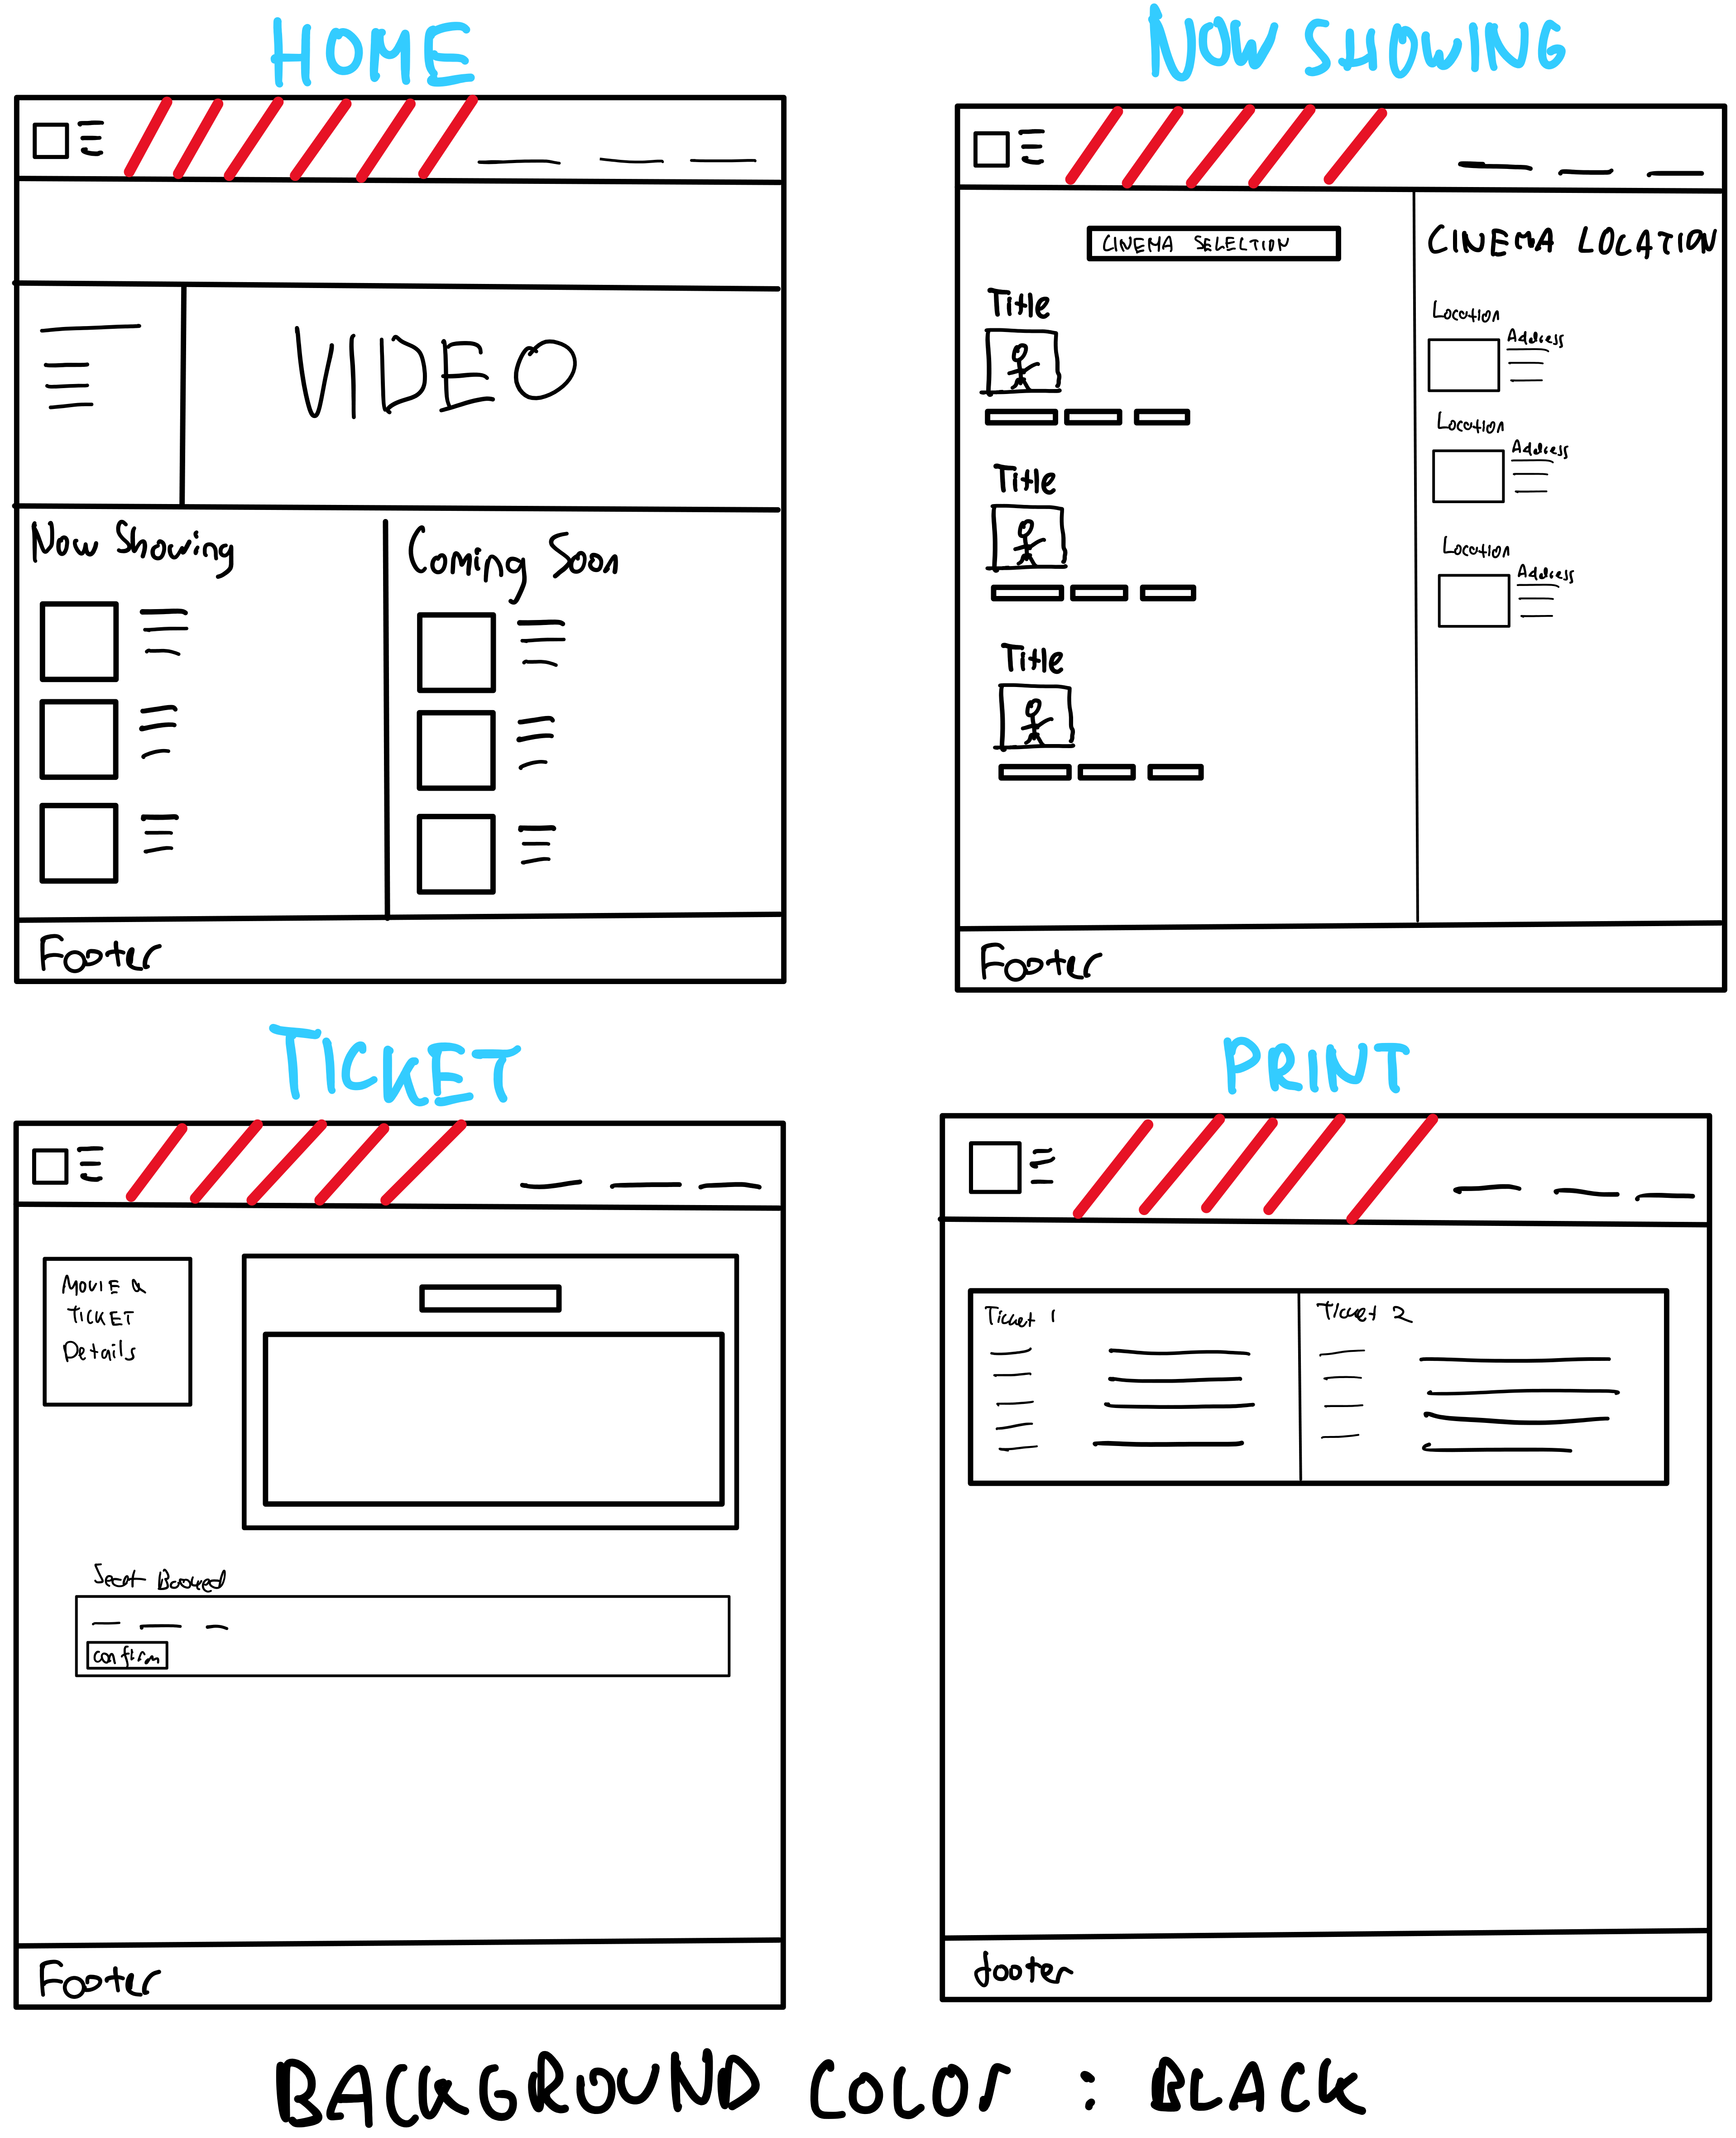 HOME
VIDEO
Now Showing
Coming Soon
Footer
NOW SHOWING
CINEMA SELECTION
Title
Title
Title
CINEMA LOCATION
Location
Address
Location
Address
Location
Address
Footer
TICKET
MOVIE &
TICKET
Details
Seat Booked
confirm
Footer
PRINT
Ticket 1
Ticket 2
footer
BACKGROUND COLOR : BLACK